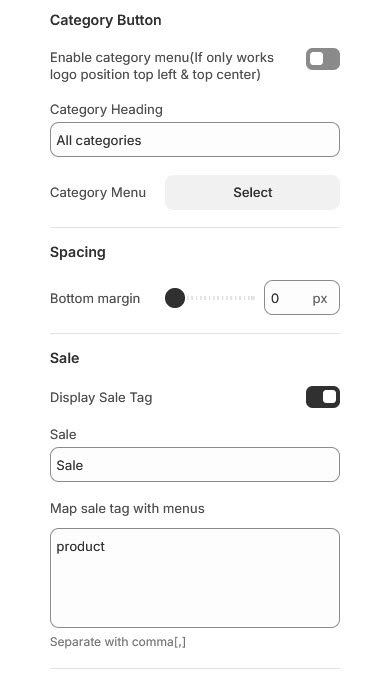 Category Button
Enable category menu(If only works
logo position top left & top center)
Category Heading
All categories
Category Menu
Select
Spacing
Bottom margin
0 px
Sale
Display Sale Tag
Sale
Sale
Map sale tag with menus
product
Separate with comma[,]